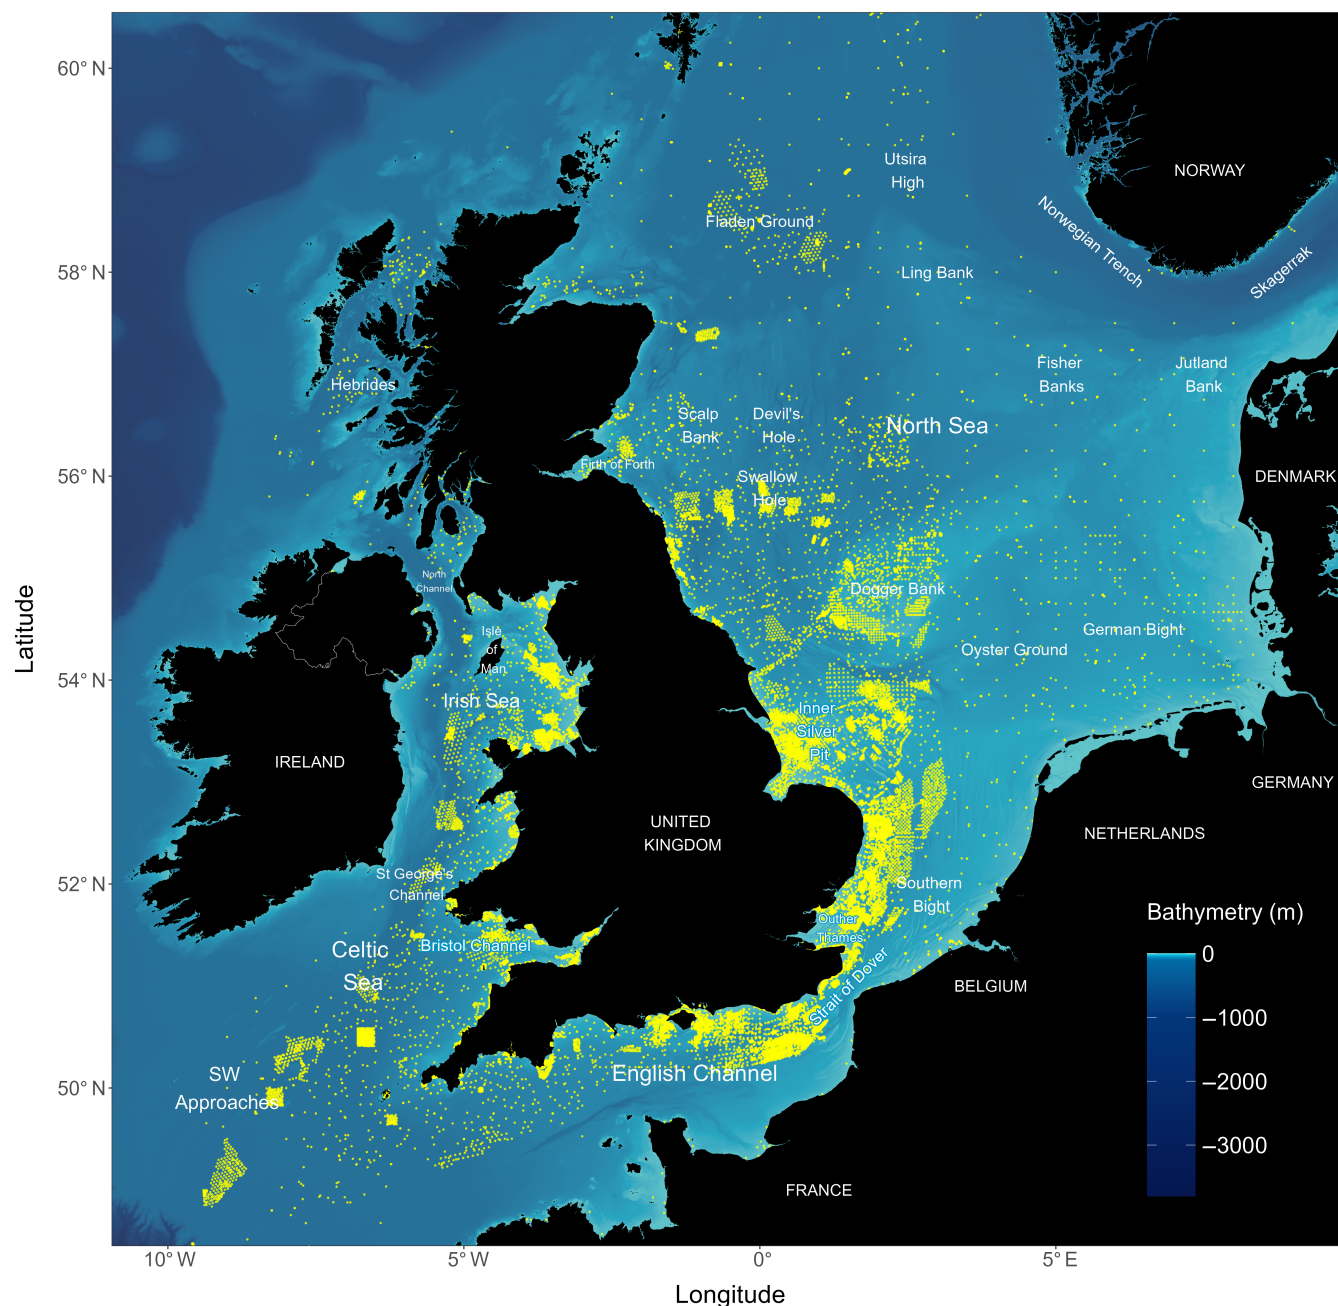 60° N
58° N
56° N
54° N
52° N
50° N
Latitude
10° W
5° W
0°
5° E
Longitude
Utsira
High
NORWAY
Fladen Ground
Norwegian Trench
Skagerrak
Ling Bank
Fisher
Banks
Jutland
Bank
Hebrides
Scalp
Bank
Devil's
Hole
North Sea
Firth of Forth
Swallow
Hole
DENMARK
North
Channel
Dogger Bank
Isle
of
Man
German Bight
Oyster Ground
Irish Sea
Inner
Silver
Pit
IRELAND
GERMANY
UNITED
KINGDOM
NETHERLANDS
St George's
Channel
Southern
Bight
Outher
Thames
Bristol Channel
Celtic
Sea
Strait of Dover
BELGIUM
SW
Approaches
English Channel
FRANCE
Bathymetry (m)
0
−1000
−2000
−3000